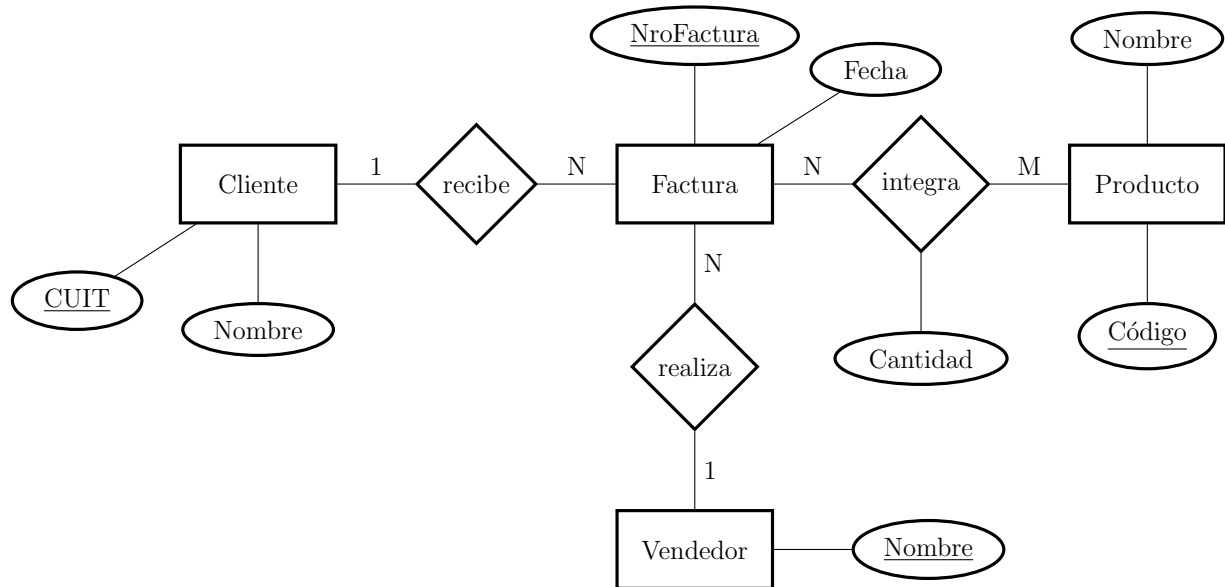 NroFactura
Nombre
Fecha
Cliente
1
recibe
N
Factura
N
integra
M
Producto
CUIT
Nombre
N
realiza
Cantidad
Código
1
Vendedor
Nombre